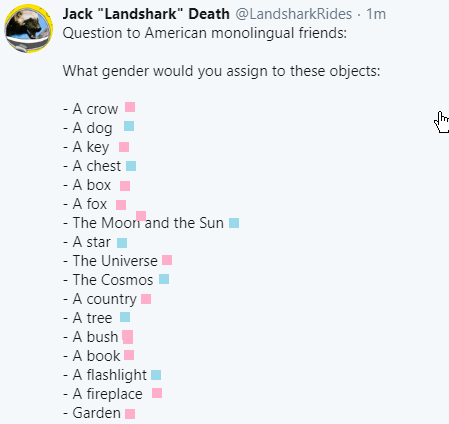 Jack "Landshark" Death @LandsharkRides · 1m
Question to American monolingual friends:
What gender would you assign to these objects:
- A crow
- A dog
- A key
- A chest
- A box
- A fox
- The Moon and the Sun
- A star
- The Universe
- The Cosmos
- A country
- A tree
- A bush
- A book
- A flashlight
- A fireplace
- Garden